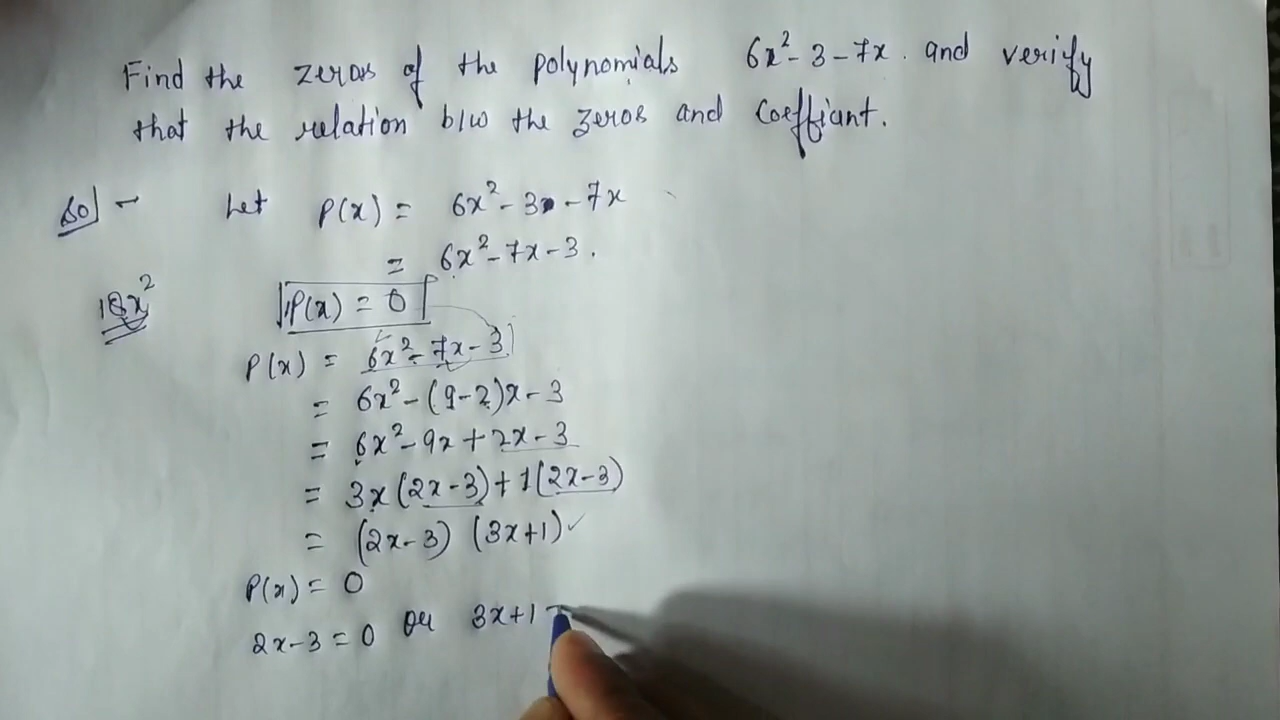 Find the zeros of the polynomials 6x² - 3 - 7x. and verify
that the relation b/w the zeros and Coeffiant.
Sol - Let P(x) = 6x² - 3 - 7x
= 6x² - 7x - 3.
18x²
P(x) = 0
P(x) = 6x² - 7x - 3
= 6x² - (9-2)x - 3
= 6x² - 9x + 2x - 3
= 3x(2x-3) + 1(2x-3)
= (2x-3) (3x+1) ✓
P(x) = 0
2x-3 = 0 or 3x+1 -